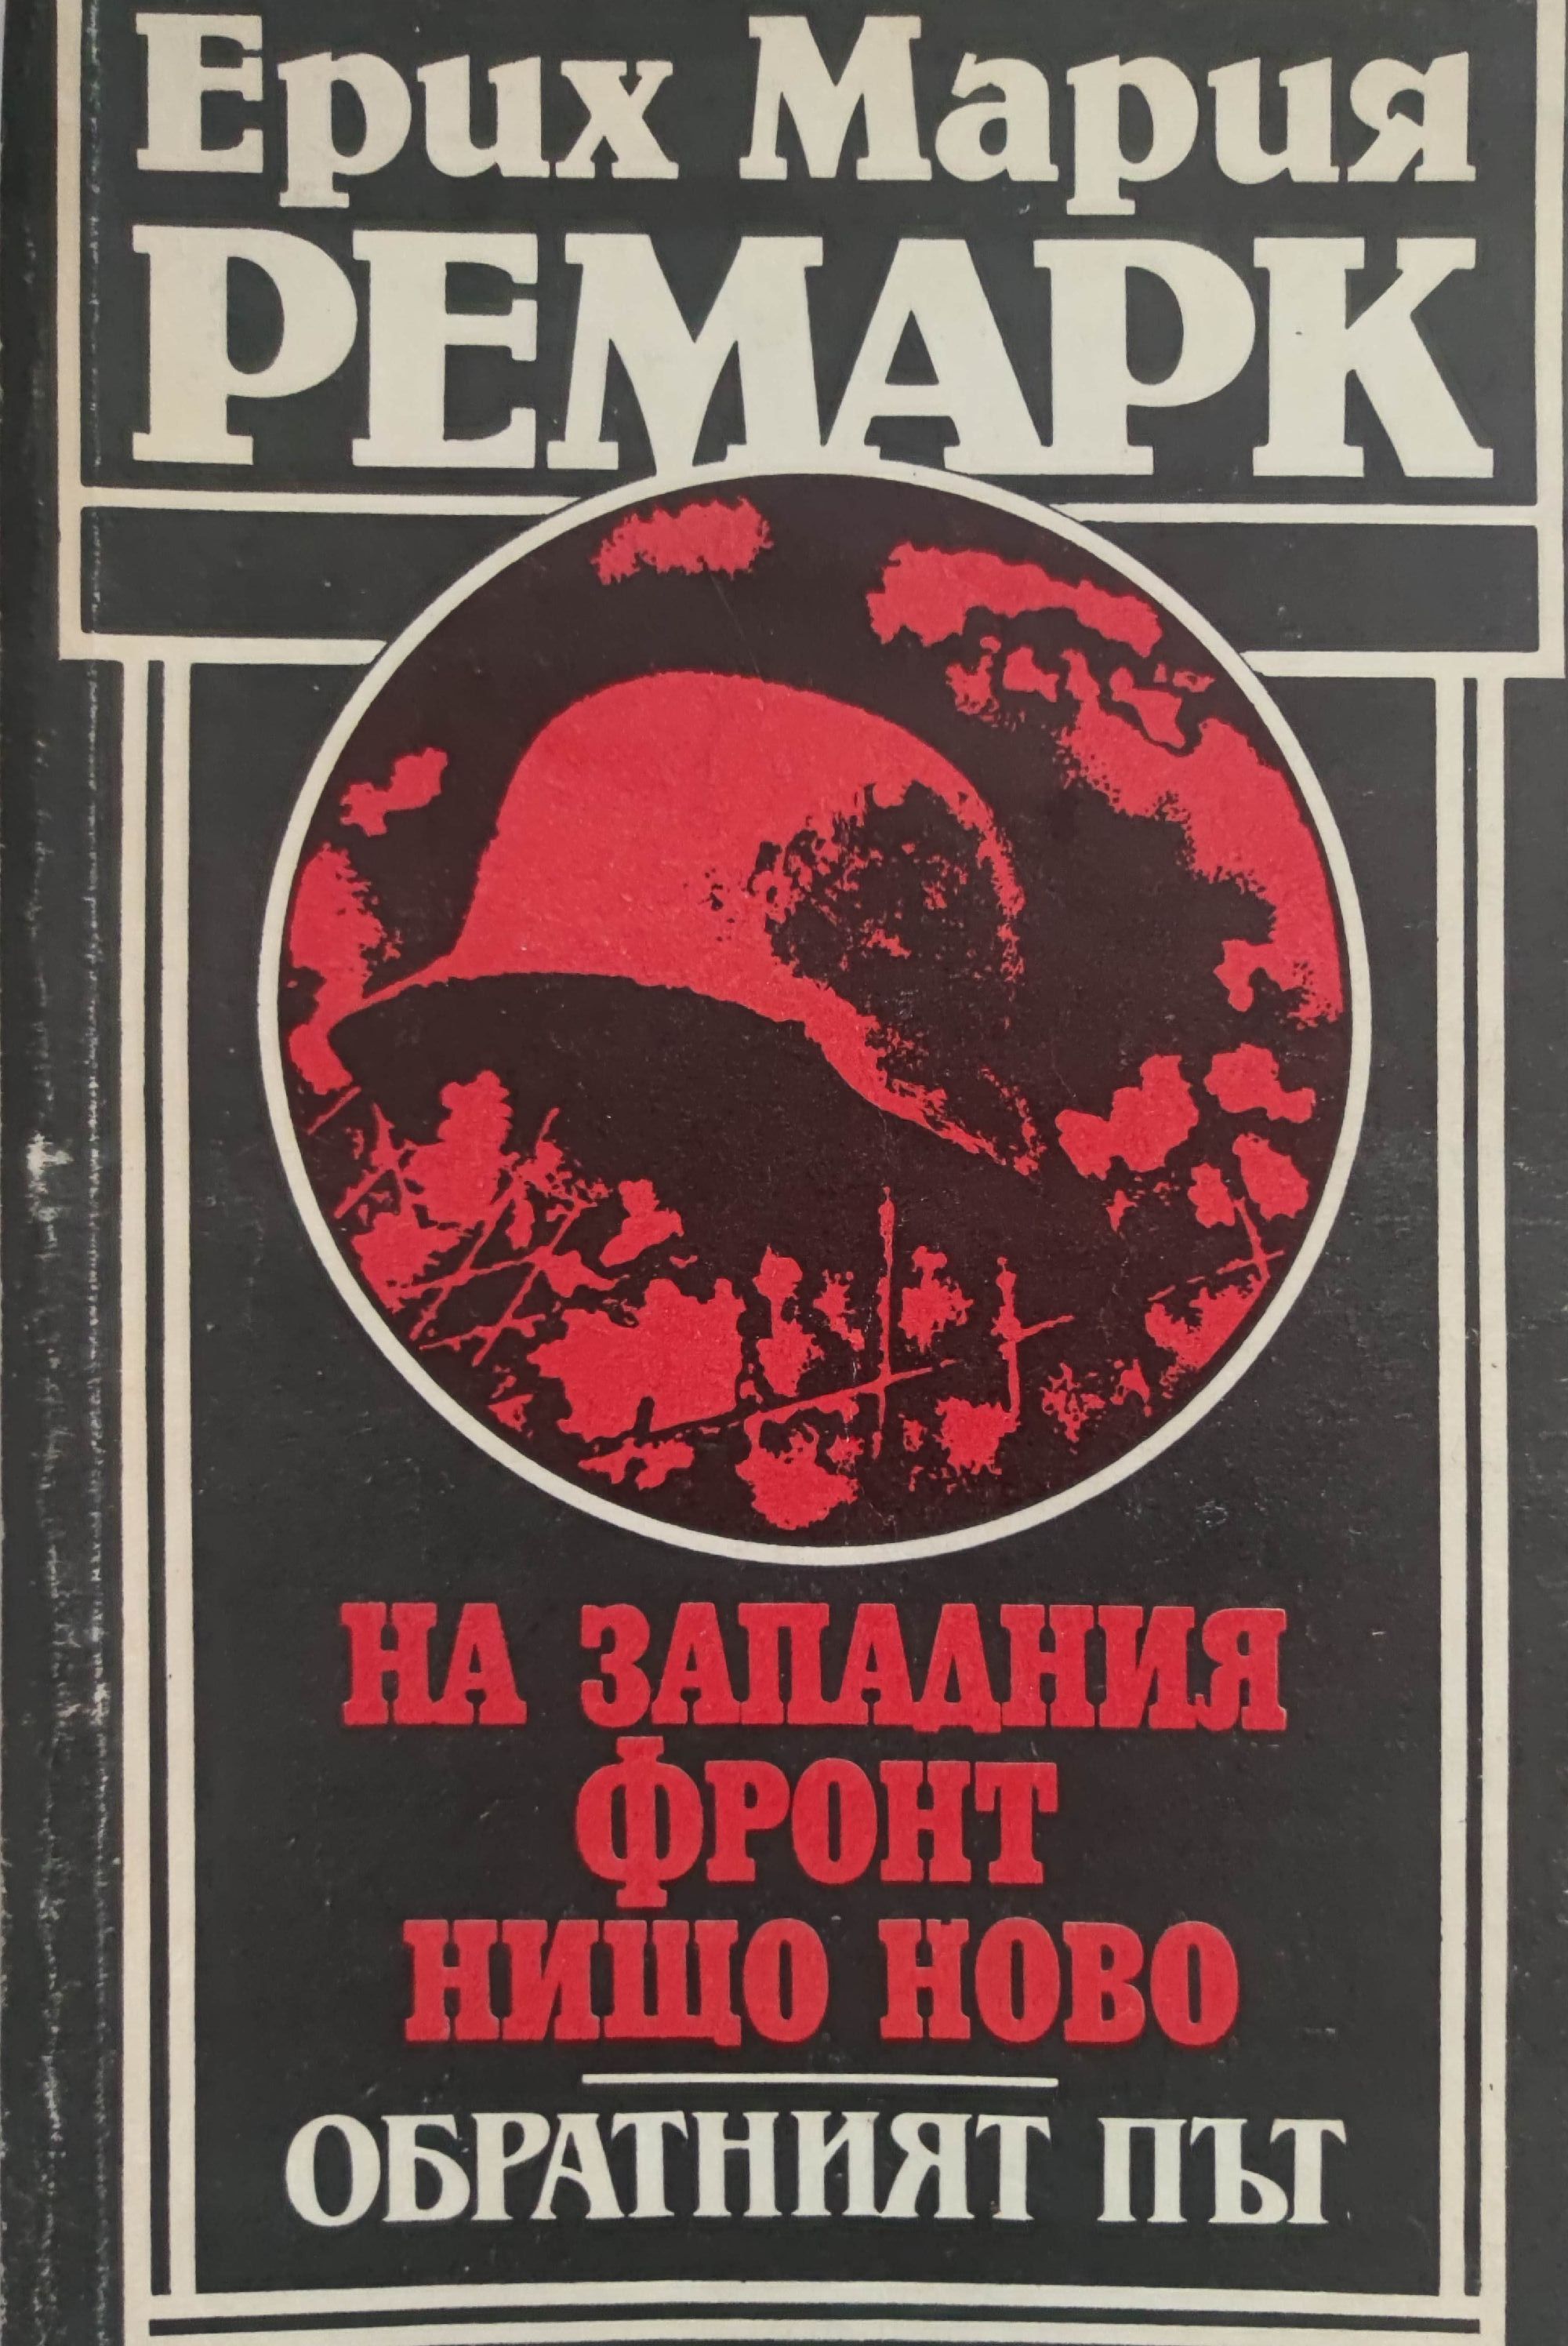 Ерих Мария
РЕМАРК
НА ЗАПАДНИЯ
ФРОНТ
НИЩО НОВО
ОБРАТНИЯТ ПЪТ